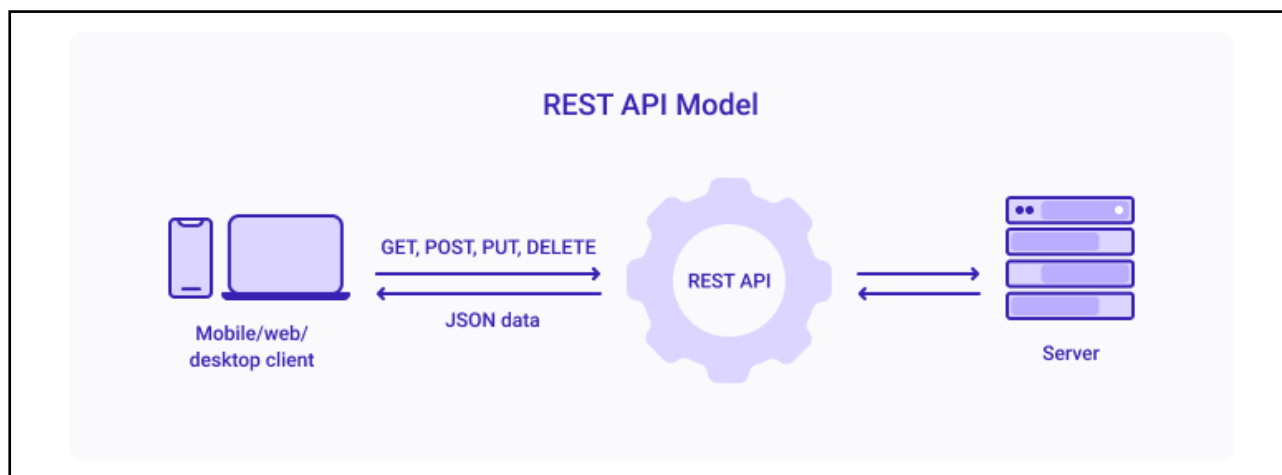 REST API Model
GET, POST, PUT, DELETE
REST API
JSON data
Mobile/web/
desktop client
Server